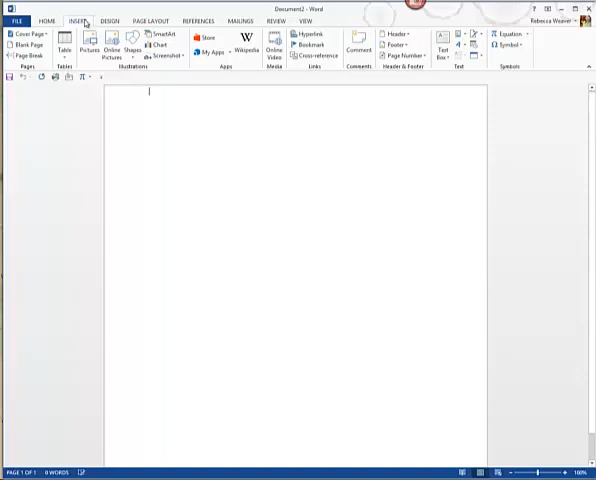 Document2 - Word
FILE HOME INSERT DESIGN PAGE LAYOUT REFERENCES MAILINGS REVIEW VIEW Rebecca Weaver
Cover Page
Blank Page
Page Break
Pages
Table
Tables
Pictures
Online
Pictures
Shapes
SmartArt
Chart
Screenshot
Illustrations
Store
My Apps
Wikipedia
Apps
Online
Video
Media
Hyperlink
Bookmark
Cross-reference
Links
Comment
Comments
Header
Footer
Page Number
Header & Footer
Text
Box
Text
Equation
Symbol
Symbols
PAGE 1 OF 1 0 WORDS 100%